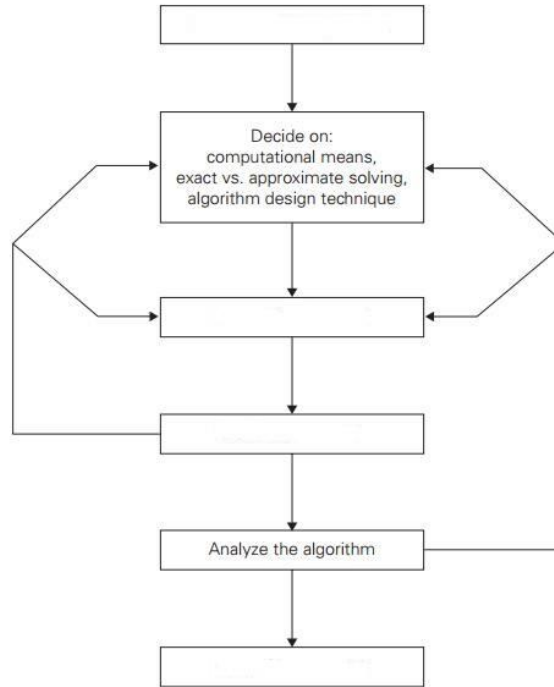 Decide on:
computational means,
exact vs. approximate solving,
algorithm design technique
Analyze the algorithm